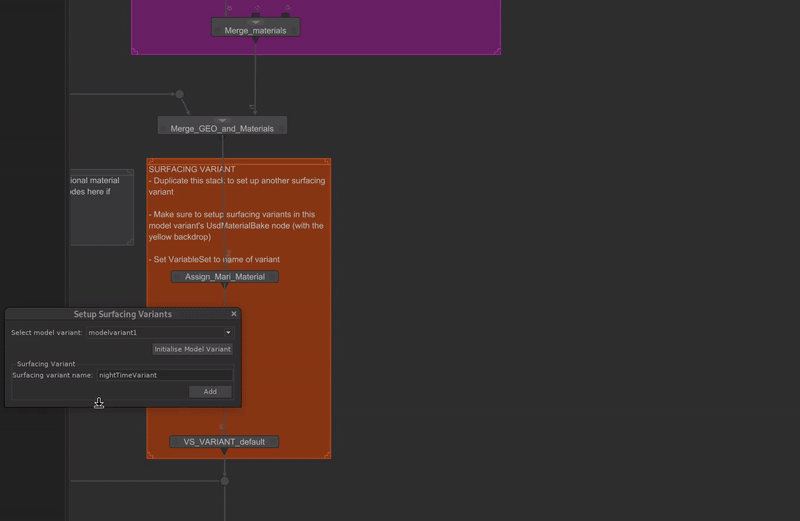 Merge_materials
Merge_GEO_and_Materials
SURFACING VARIANT
- Duplicate this stack to set up another surfacing
variant
- Make sure to setup surfacing variants in this
model variant's UsdMaterialBake node (with the
yellow backdrop)
- Set VariableSet to name of variant
ional material
des here if
Assign_Mari_Material
Setup Surfacing Variants
Select model variant: modelvariant1
Initialise Model Variant
Surfacing Variant
Surfacing variant name: nightTimeVariant
Add
VS_VARIANT_default